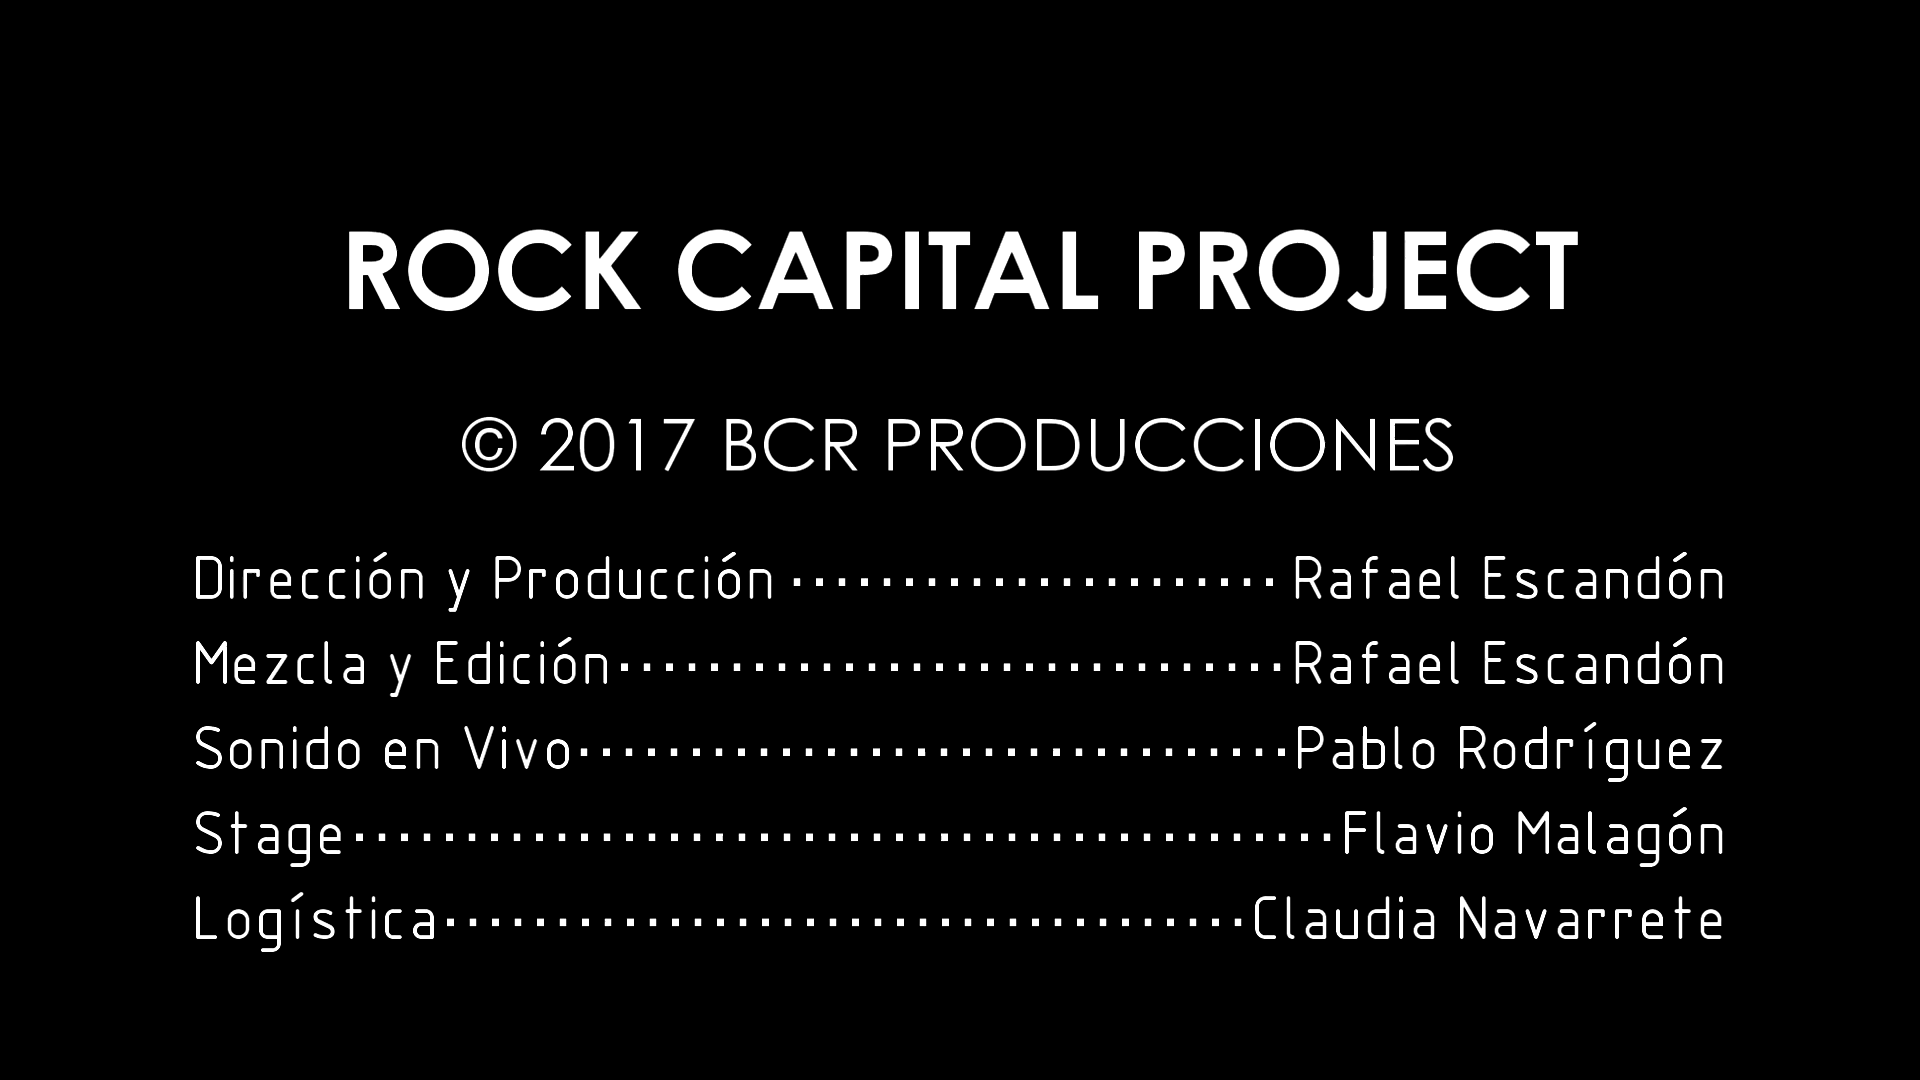 ROCK CAPITAL PROJECT
© 2017 BCR PRODUCCIONES
Dirección y Producción ······················ Rafael Escandón
Mezcla y Edición······························Rafael Escandón
Sonido en Vivo································Pablo Rodríguez
Stage············································Flavio Malagón
Logística····································Claudia Navarrete